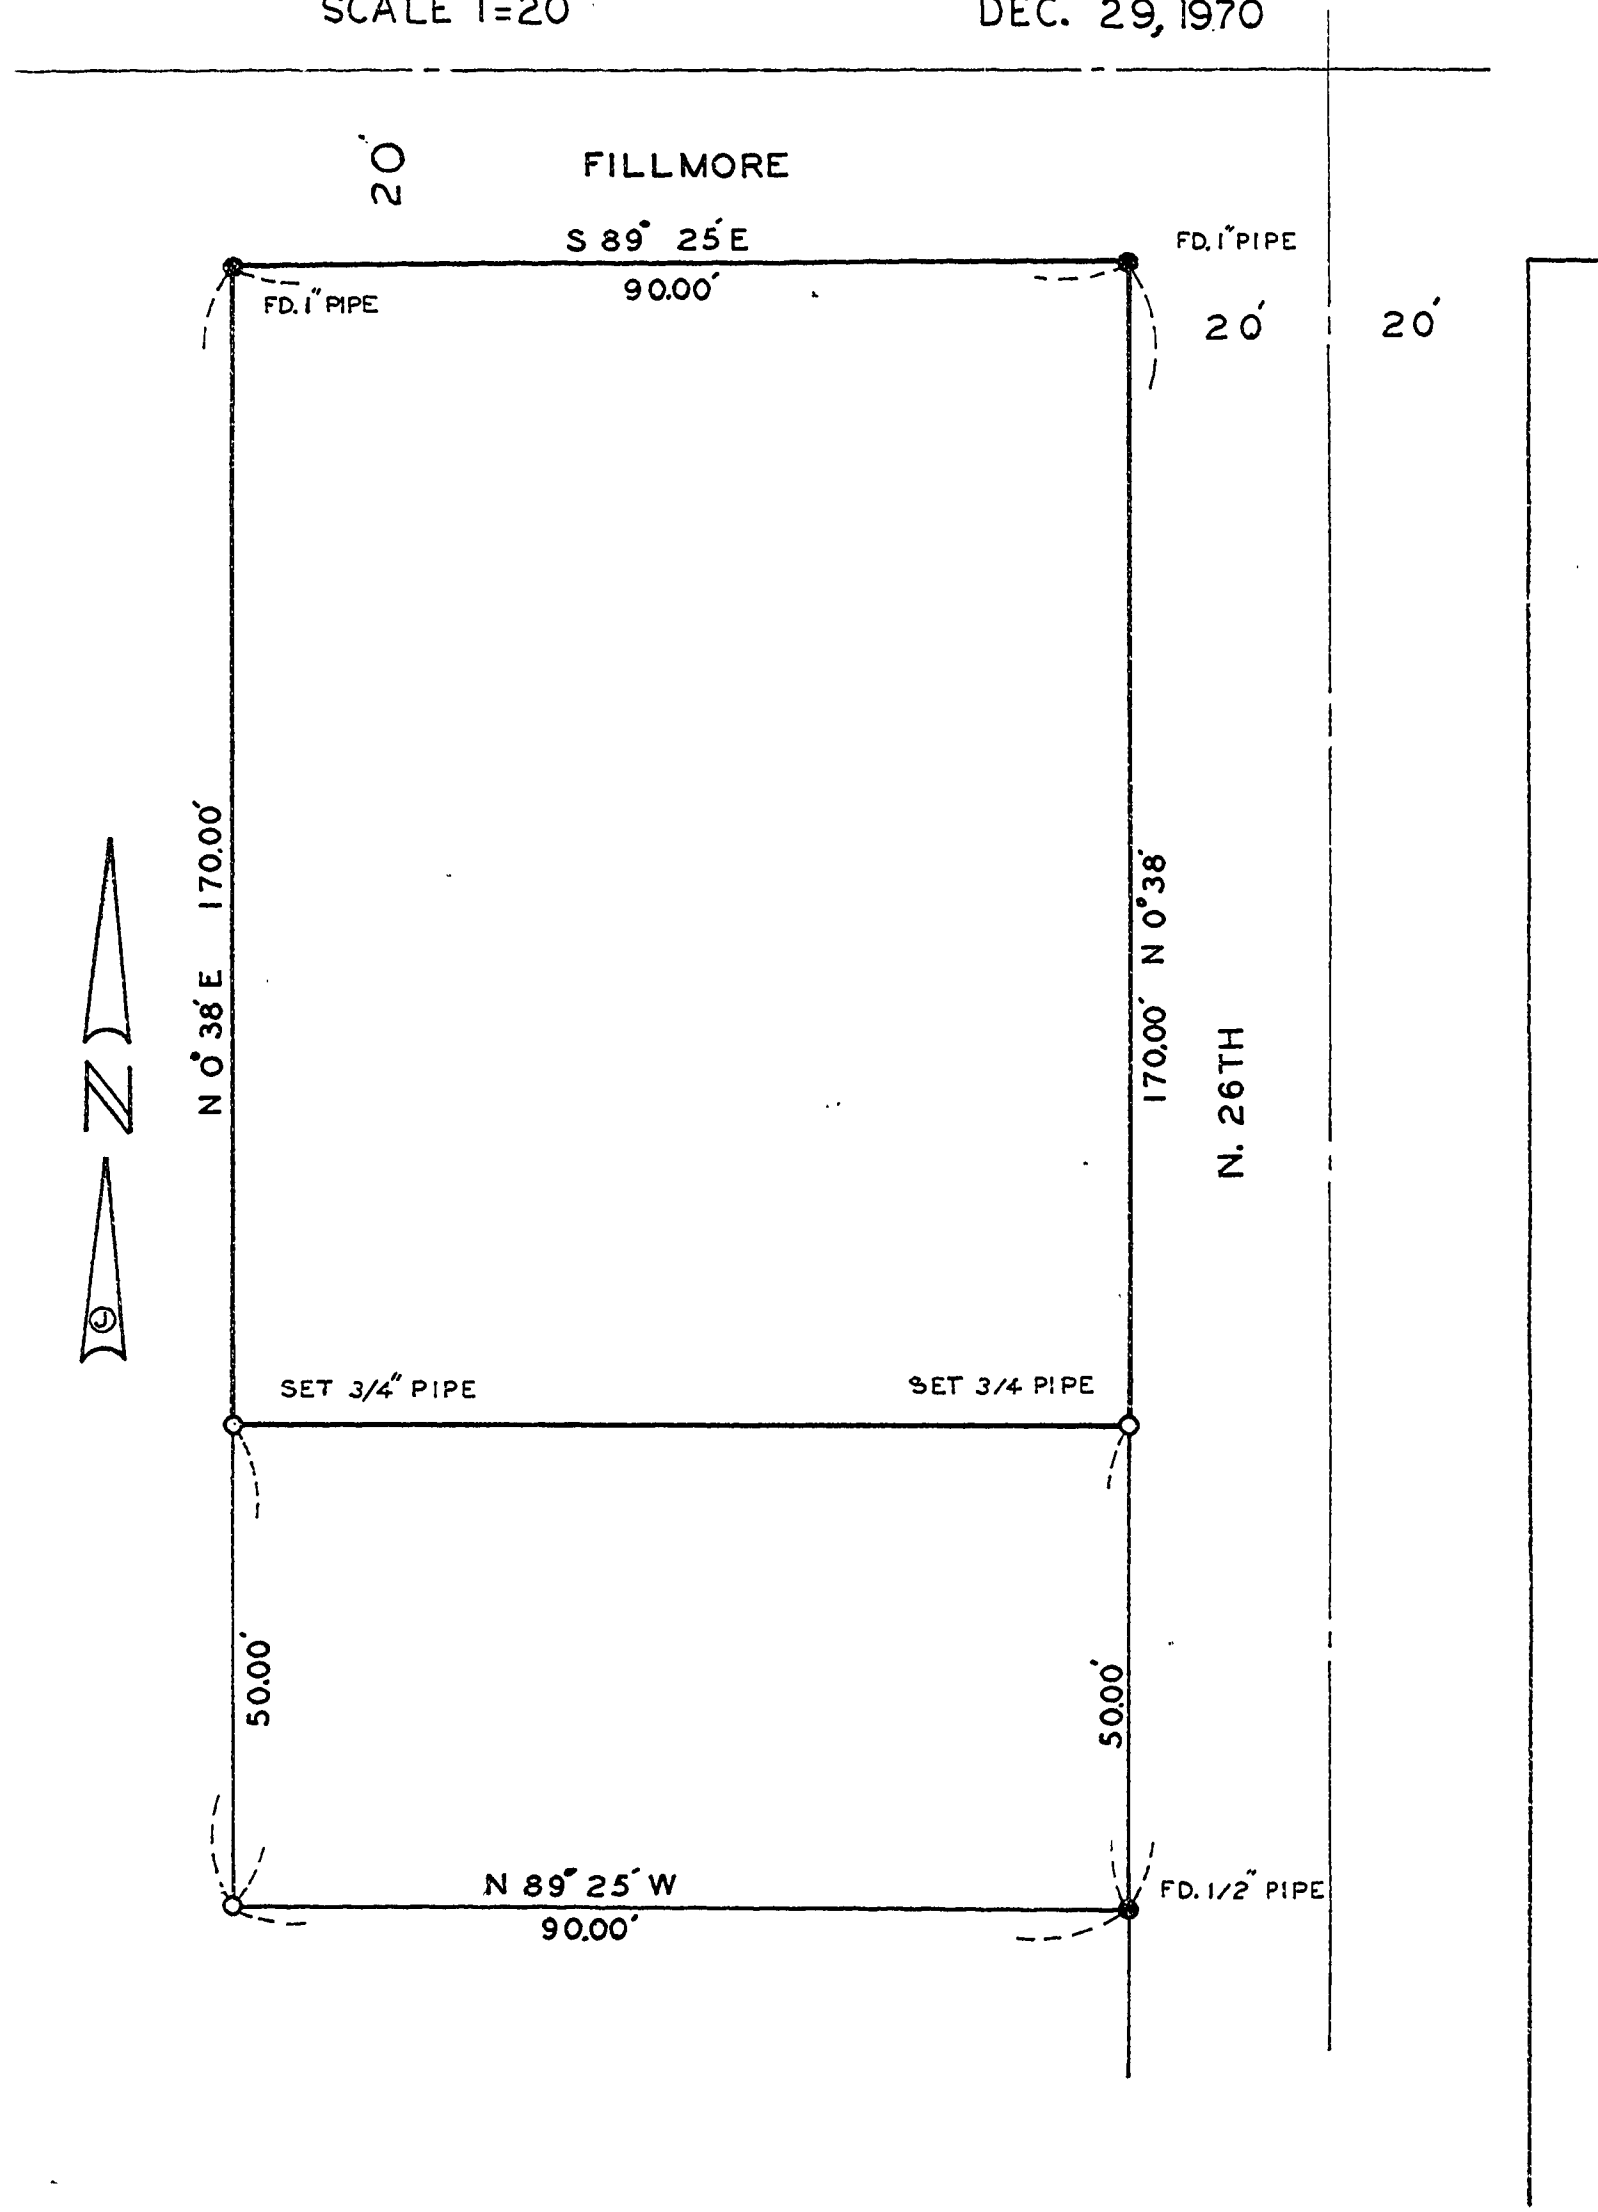 SCALE 1=20'
DEC. 29, 1970
20'
FILLMORE
S 89° 25' E
90.00'
FD. 1" PIPE
FD. 1" PIPE
20'
20'
N 0° 38' E 170.00'
170.00' N 0° 38'
N. 26TH
N
J
SET 3/4" PIPE
SET 3/4 PIPE
50.00'
50.00'
N 89° 25' W
90.00'
FD. 1/2" PIPE